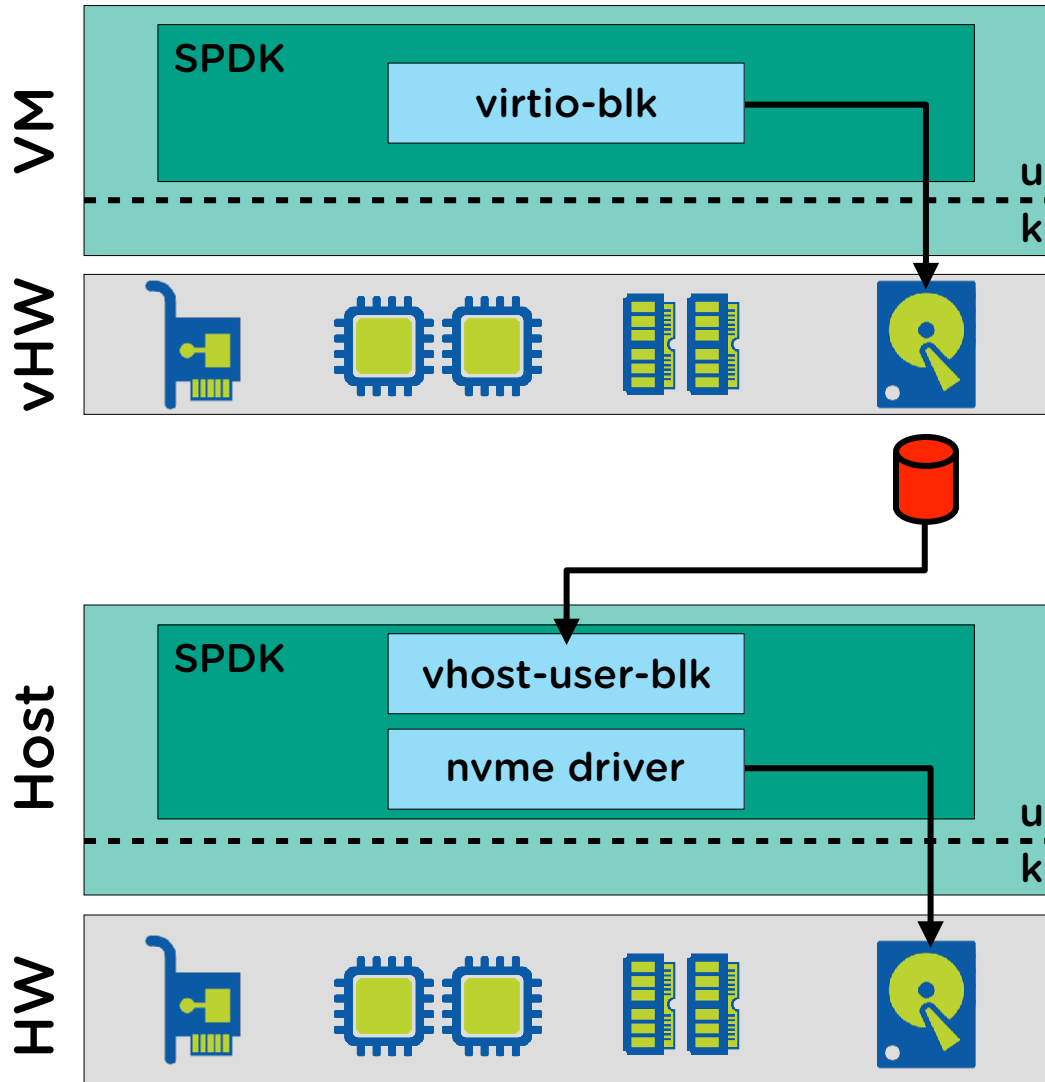 VM
SPDK
virtio-blk
u
k
vHW
Host
SPDK
vhost-user-blk
nvme driver
u
k
HW